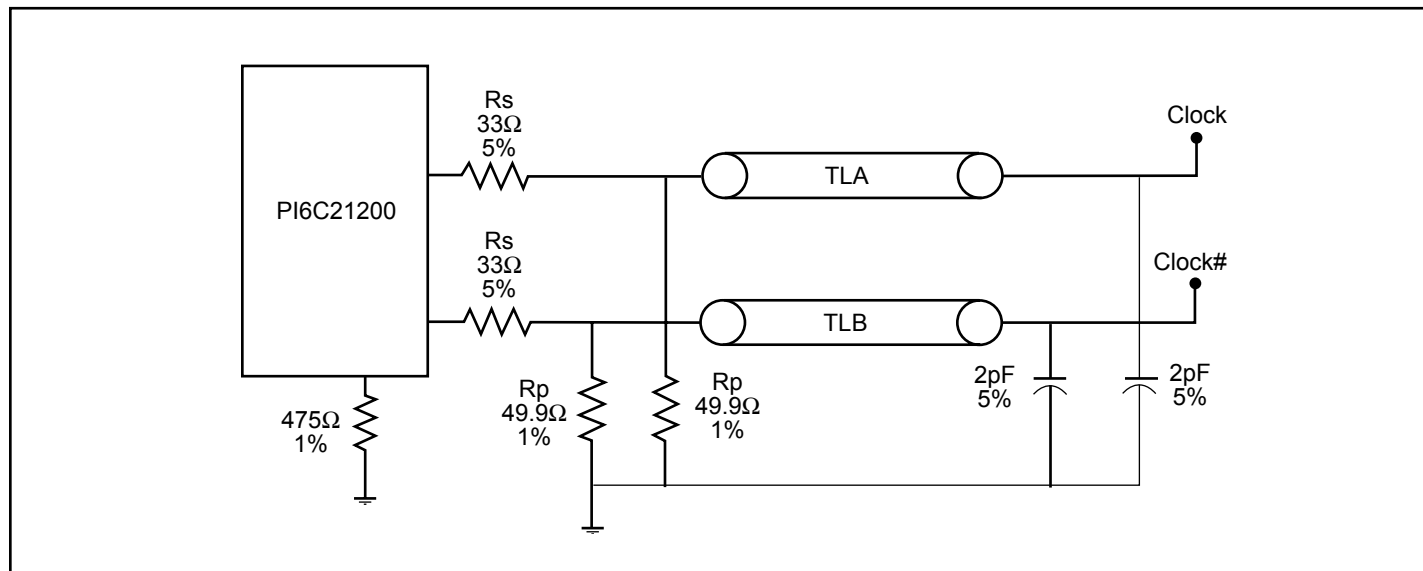 Rs
33Ω
5%
Clock
TLA
PI6C21200
Rs
33Ω
5%
Clock#
TLB
475Ω
1%
Rp
49.9Ω
1%
Rp
49.9Ω
1%
2pF
5%
2pF
5%